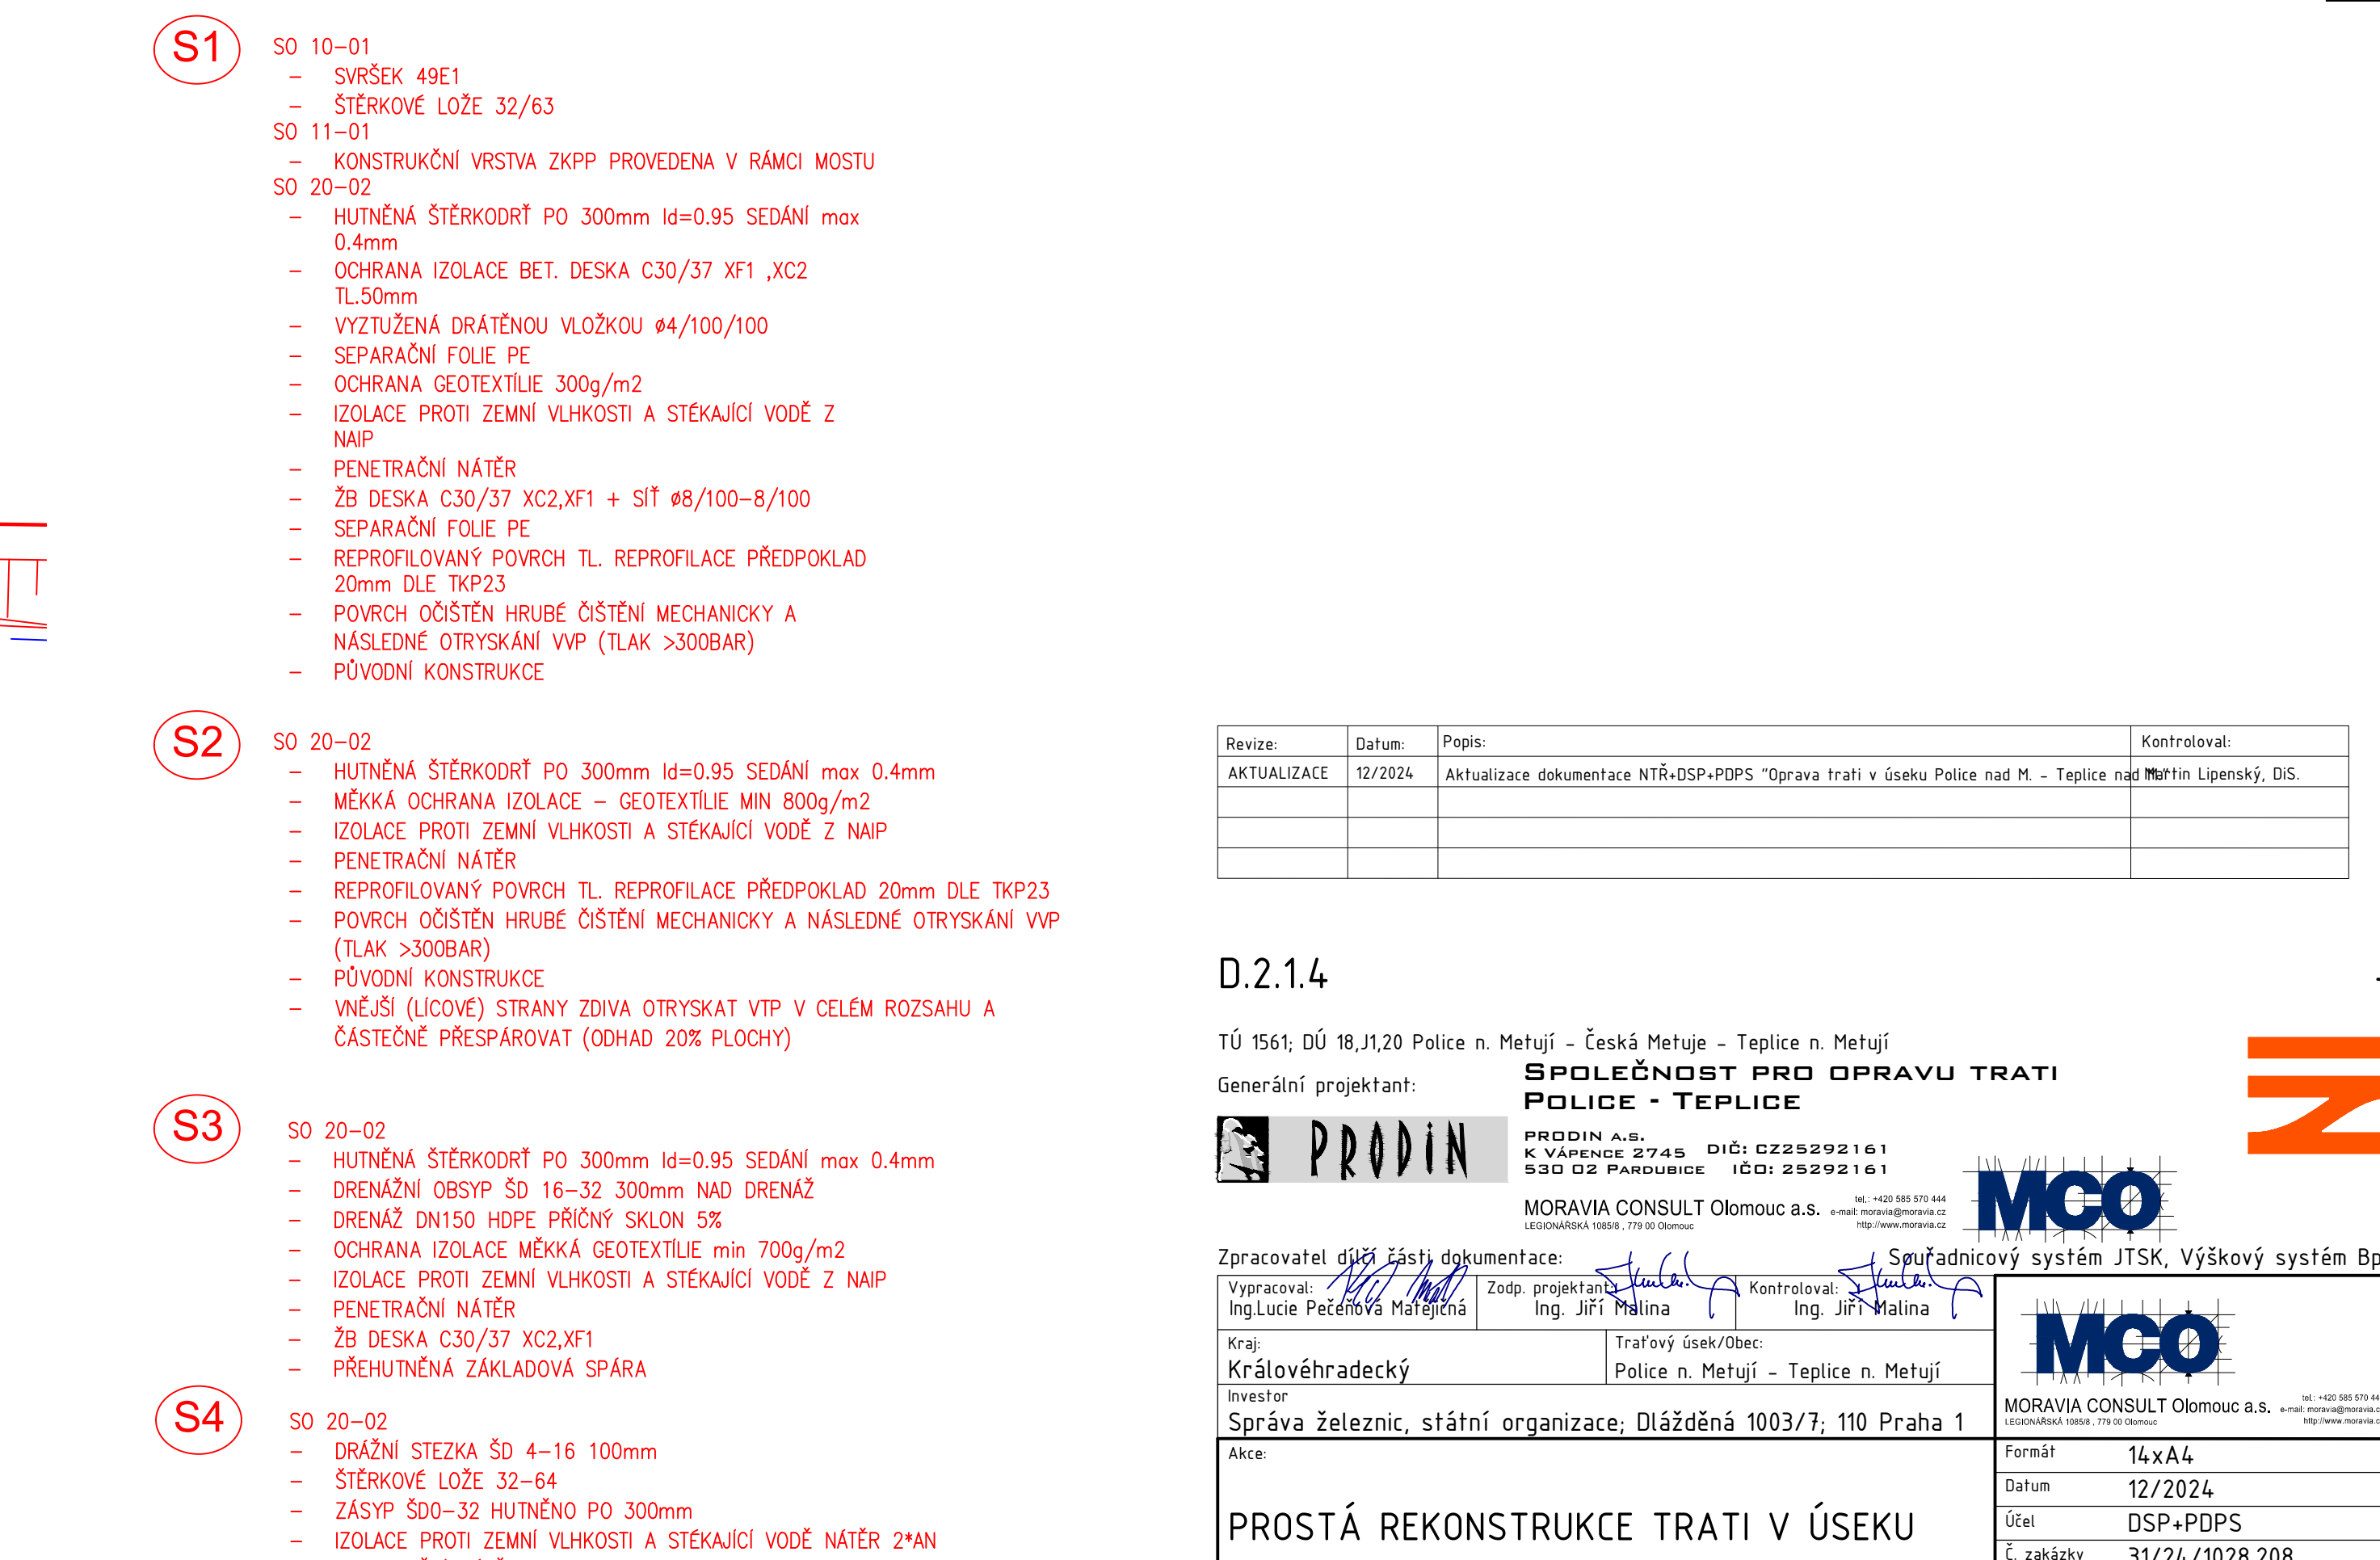 S1
SO 10-01
- SVRŠEK 49E1
- ŠTĚRKOVÉ LOŽE 32/63
SO 11-01
- KONSTRUKČNÍ VRSTVA ZKPP PROVEDENA V RÁMCI MOSTU
SO 20-02
- HUTNĚNÁ ŠTĚRKODRŤ PO 300mm Id=0.95 SEDÁNÍ max
0.4mm
- OCHRANA IZOLACE BET. DESKA C30/37 XF1 ,XC2
TL.50mm
- VYZTUŽENÁ DRÁTĚNOU VLOŽKOU ø4/100/100
- SEPARAČNÍ FOLIE PE
- OCHRANA GEOTEXTÍLIE 300g/m2
- IZOLACE PROTI ZEMNÍ VLHKOSTI A STÉKAJÍCÍ VODĚ Z
NAIP
- PENETRAČNÍ NÁTĚR
- ŽB DESKA C30/37 XC2,XF1 + SÍŤ ø8/100-8/100
- SEPARAČNÍ FOLIE PE
- REPROFILOVANÝ POVRCH TL. REPROFILACE PŘEDPOKLAD
20mm DLE TKP23
- POVRCH OČIŠTĚN HRUBÉ ČIŠTĚNÍ MECHANICKY A
NÁSLEDNÉ OTRYSKÁNÍ VVP (TLAK >300BAR)
- PŮVODNÍ KONSTRUKCE
S2
SO 20-02
- HUTNĚNÁ ŠTĚRKODRŤ PO 300mm Id=0.95 SEDÁNÍ max 0.4mm
- MĚKKÁ OCHRANA IZOLACE - GEOTEXTÍLIE MIN 800g/m2
- IZOLACE PROTI ZEMNÍ VLHKOSTI A STÉKAJÍCÍ VODĚ Z NAIP
- PENETRAČNÍ NÁTĚR
- REPROFILOVANÝ POVRCH TL. REPROFILACE PŘEDPOKLAD 20mm DLE TKP23
- POVRCH OČIŠTĚN HRUBÉ ČIŠTĚNÍ MECHANICKY A NÁSLEDNÉ OTRYSKÁNÍ VVP
(TLAK >300BAR)
- PŮVODNÍ KONSTRUKCE
- VNĚJŠÍ (LÍCOVÉ) STRANY ZDIVA OTRYSKAT VTP V CELÉM ROZSAHU A
ČÁSTEČNĚ PŘESPÁROVAT (ODHAD 20% PLOCHY)
S3
SO 20-02
- HUTNĚNÁ ŠTĚRKODRŤ PO 300mm Id=0.95 SEDÁNÍ max 0.4mm
- DRENÁŽNÍ OBSYP ŠD 16-32 300mm NAD DRENÁŽ
- DRENÁŽ DN150 HDPE PŘÍČNÝ SKLON 5%
- OCHRANA IZOLACE MĚKKÁ GEOTEXTÍLIE min 700g/m2
- IZOLACE PROTI ZEMNÍ VLHKOSTI A STÉKAJÍCÍ VODĚ Z NAIP
- PENETRAČNÍ NÁTĚR
- ŽB DESKA C30/37 XC2,XF1
- PŘEHUTNĚNÁ ZÁKLADOVÁ SPÁRA
S4
SO 20-02
- DRÁŽNÍ STEZKA ŠD 4-16 100mm
- ŠTĚRKOVÉ LOŽE 32-64
- ZÁSYP ŠD0-32 HUTNĚNO PO 300mm
- IZOLACE PROTI ZEMNÍ VLHKOSTI A STÉKAJÍCÍ VODĚ NÁTĚR 2*AN
Revize: Datum: Popis: Kontroloval:
AKTUALIZACE 12/2024 Aktualizace dokumentace NTŘ+DSP+PDPS "Oprava trati v úseku Police nad M. - Teplice nad M." Martin Lipenský, DiS.
D.2.1.4
TÚ 1561; DÚ 18,J1,20 Police n. Metují - Česká Metuje - Teplice n. Metují
Generální projektant:
SPOLEČNOST PRO OPRAVU TRATI
POLICE - TEPLICE
PRODIN
PRODIN A.S.
K VÁPENCE 2745 DIČ: CZ25292161
530 02 PARDUBICE IČO: 25292161
MORAVIA CONSULT Olomouc a.s.
LEGIONÁŘSKÁ 1085/8 , 779 00 Olomouc
tel.: +420 585 570 444
e-mail: moravia@moravia.cz
http://www.moravia.cz
MCO
Zpracovatel dílčí části dokumentace:
Souřadnicový systém JTSK, Výškový systém Bp
Vypracoval:
Ing.Lucie Pečeňová Matějičná
Zodp. projektant:
Ing. Jiří Malina
Kontroloval:
Ing. Jiří Malina
Kraj:
Královéhradecký
Traťový úsek/Obec:
Police n. Metují - Teplice n. Metují
Investor
Správa železnic, státní organizace; Dlážděná 1003/7; 110 Praha 1
MCO
MORAVIA CONSULT Olomouc a.s.
LEGIONÁŘSKÁ 1085/8 , 779 00 Olomouc
tel.: +420 585 570 44
e-mail: moravia@moravia.c
http://www.moravia.c
Akce:
PROSTÁ REKONSTRUKCE TRATI V ÚSEKU
Formát 14xA4
Datum 12/2024
Účel DSP+PDPS
Č. zakázky 31/24/1028.208